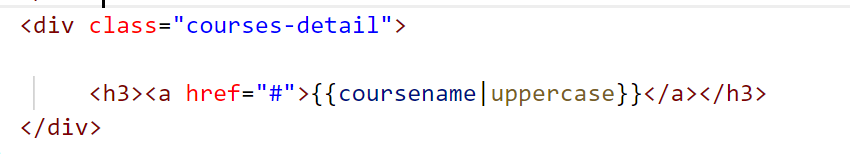 <div class="courses-detail">
<h3><a href="#">{{coursename|uppercase}}</a></h3>
</div>